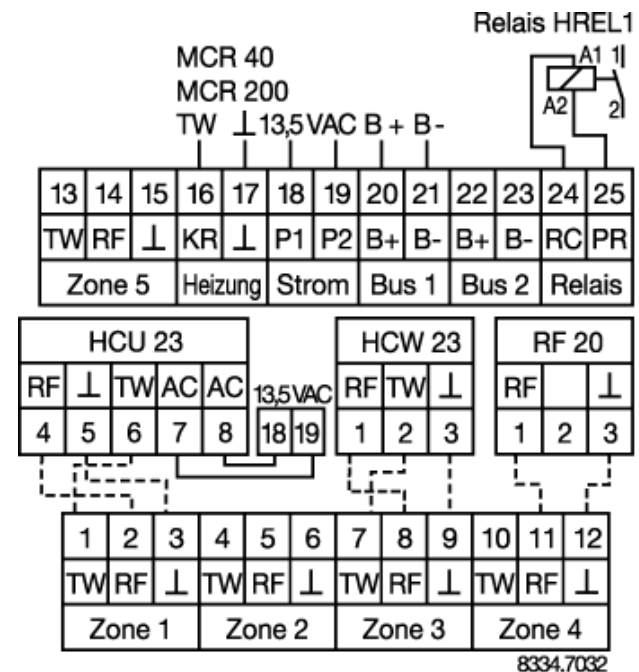 Relais HREL1
MCR 40
MCR 200
A1 1
A2 2
TW ⊥ 13,5 VAC B + B -
13 14 15 16 17 18 19 20 21 22 23 24 25
TW RF ⊥ KR ⊥ P1 P2 B+ B- B+ B- RC PR
Zone 5 Heizung Strom Bus 1 Bus 2 Relais
HCU 23 HCW 23 RF 20
RF ⊥ TW AC AC 13,5 VAC RF TW ⊥ RF ⊥
4 5 6 7 8 18 19 1 2 3 1 2 3
1 2 3 4 5 6 7 8 9 10 11 12
TW RF ⊥ TW RF ⊥ TW RF ⊥ TW RF ⊥
Zone 1 Zone 2 Zone 3 Zone 4
8334.7032